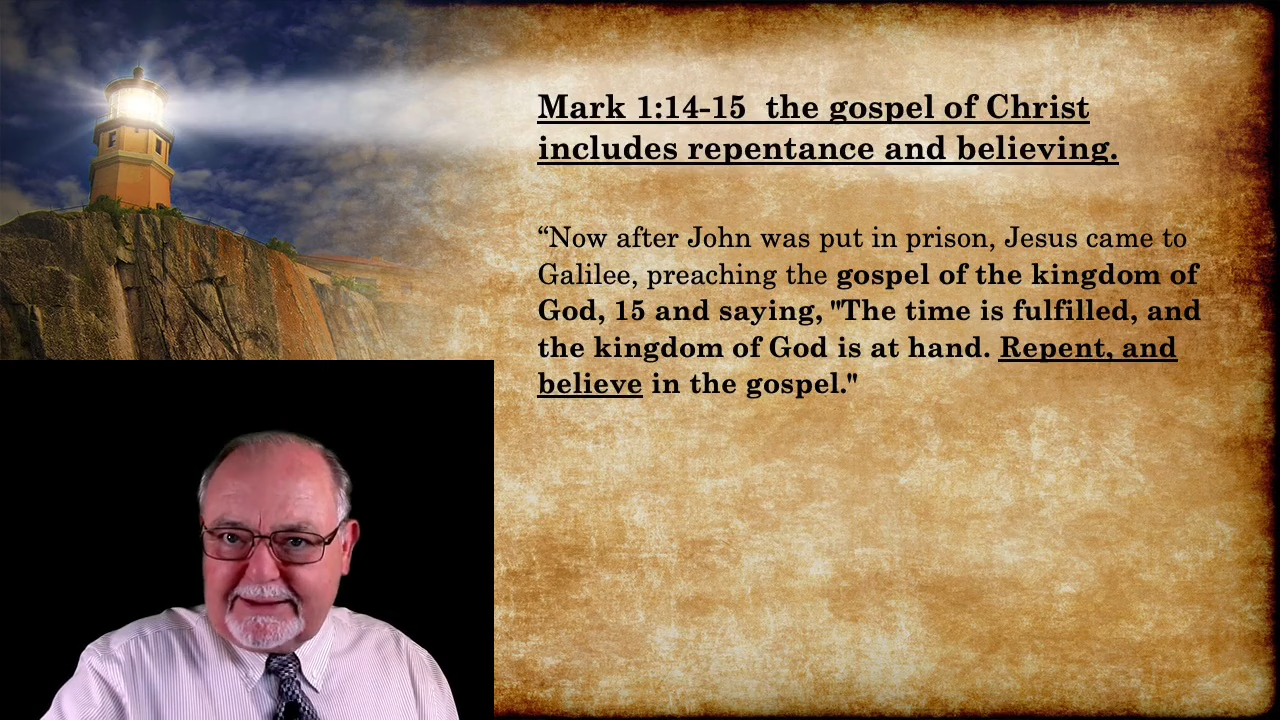 Mark 1:14-15  the gospel of Christ
includes repentance and believing.
“Now after John was put in prison, Jesus came to
Galilee, preaching the gospel of the kingdom of
God, 15 and saying, "The time is fulfilled, and
the kingdom of God is at hand. Repent, and
believe in the gospel."